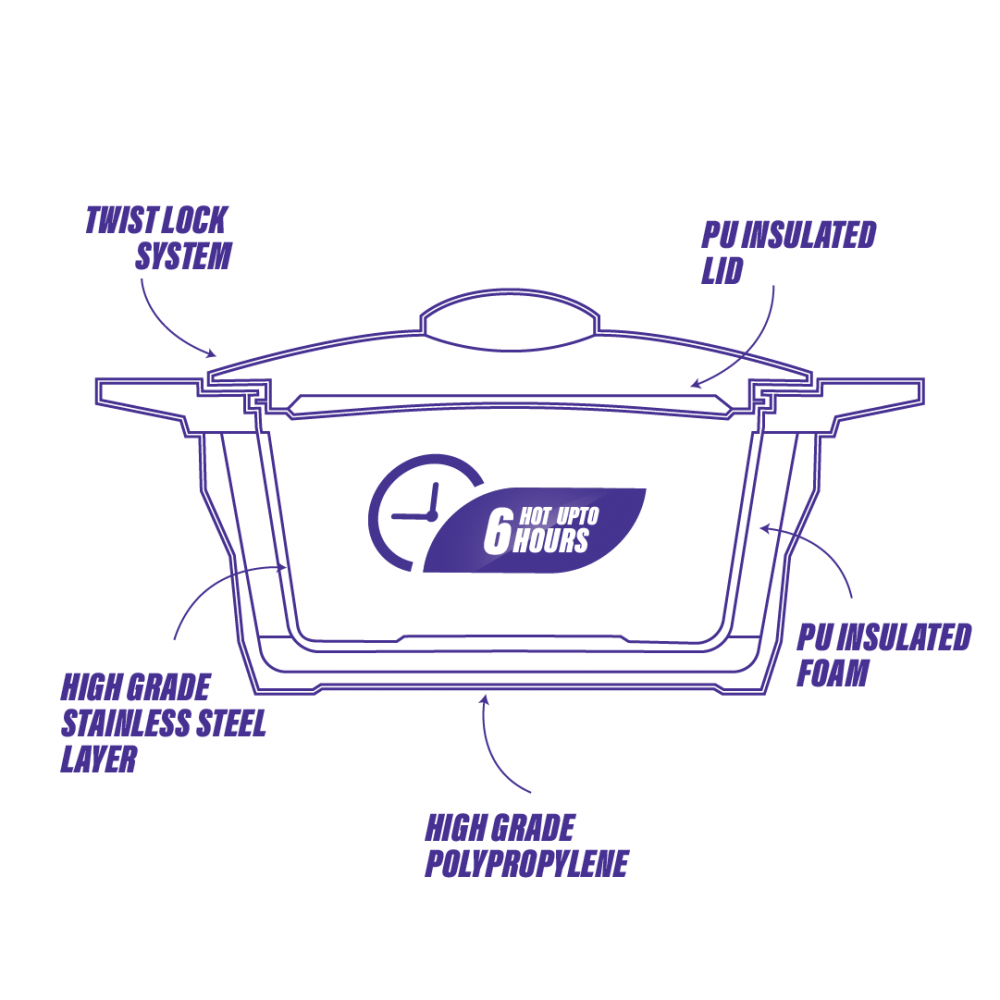 TWIST LOCK
SYSTEM
PU INSULATED
LID
6 HOT UPTO
HOURS
PU INSULATED
FOAM
HIGH GRADE
STAINLESS STEEL
LAYER
HIGH GRADE
POLYPROPYLENE